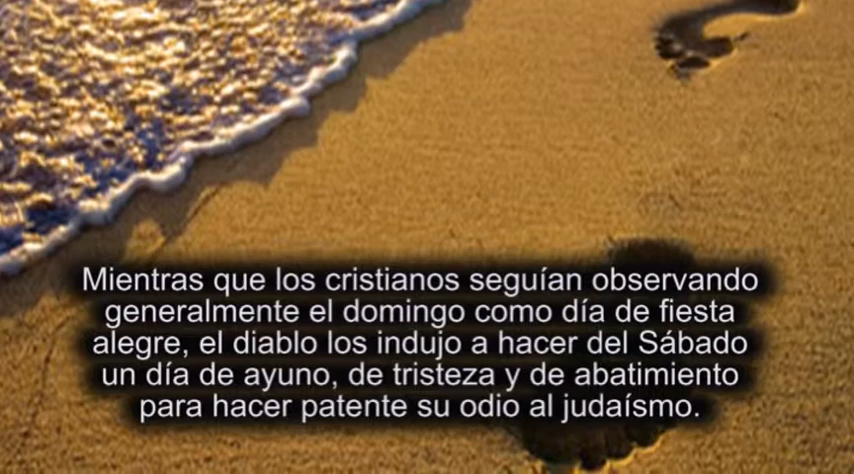 Mientras que los cristianos seguían observando
generalmente el domingo como día de fiesta
alegre, el diablo los indujo a hacer del Sábado
un día de ayuno, de tristeza y de abatimiento
para hacer patente su odio al judaísmo.